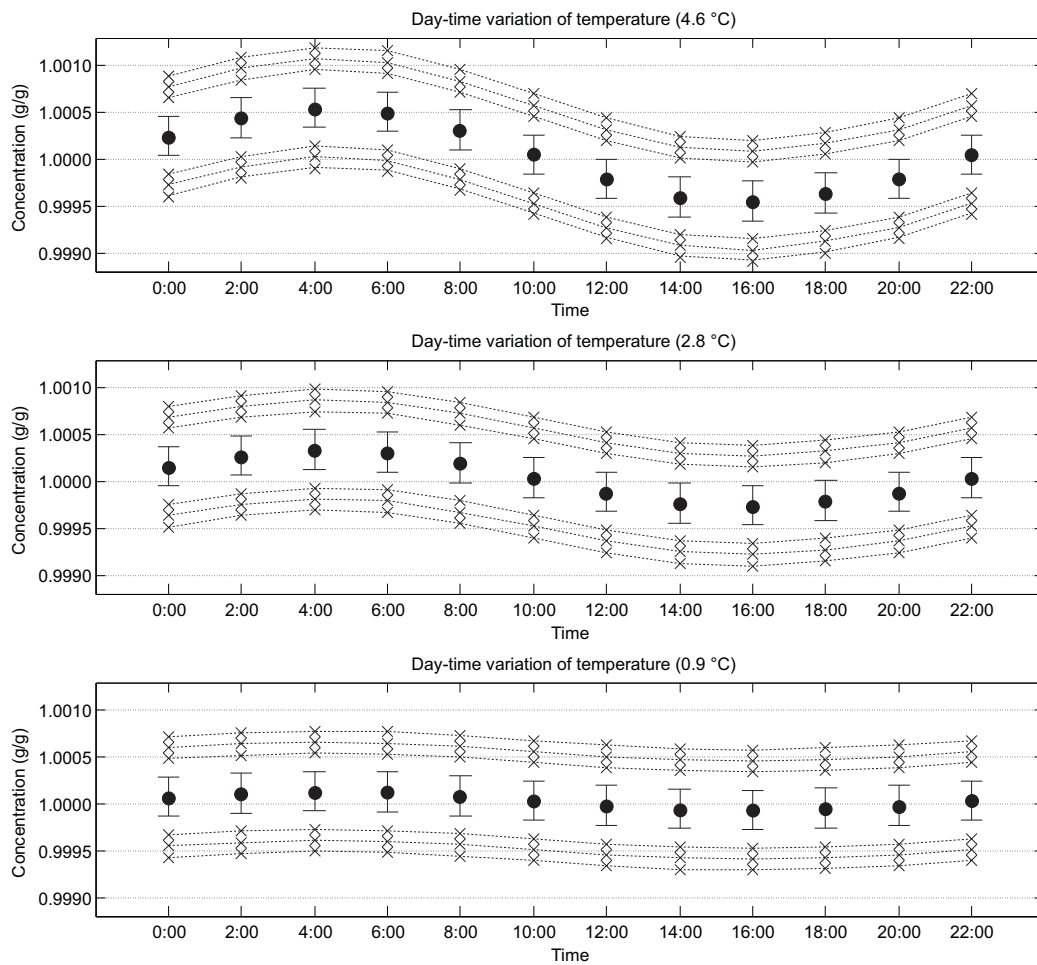 Day-time variation of temperature (4.6 °C)
Concentration (g/g)
1.0010
1.0005
1.0000
0.9995
0.9990
0:00 2:00 4:00 6:00 8:00 10:00 12:00 14:00 16:00 18:00 20:00 22:00
Time
Day-time variation of temperature (2.8 °C)
Concentration (g/g)
1.0010
1.0005
1.0000
0.9995
0.9990
0:00 2:00 4:00 6:00 8:00 10:00 12:00 14:00 16:00 18:00 20:00 22:00
Time
Day-time variation of temperature (0.9 °C)
Concentration (g/g)
1.0010
1.0005
1.0000
0.9995
0.9990
0:00 2:00 4:00 6:00 8:00 10:00 12:00 14:00 16:00 18:00 20:00 22:00
Time